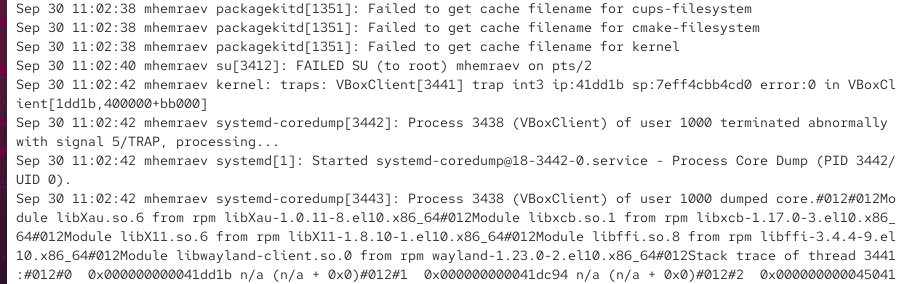 Sep 30 11:02:38 mhemraev packagekitd[1351]: Failed to get cache filename for cups-filesystem
Sep 30 11:02:38 mhemraev packagekitd[1351]: Failed to get cache filename for cmake-filesystem
Sep 30 11:02:38 mhemraev packagekitd[1351]: Failed to get cache filename for kernel
Sep 30 11:02:40 mhemraev su[3412]: FAILED SU (to root) mhemraev on pts/2
Sep 30 11:02:42 mhemraev kernel: traps: VBoxClient[3441] trap int3 ip:41dd1b sp:7eff4cbb4cd0 error:0 in VBoxCl
ient[1dd1b,400000+bb000]
Sep 30 11:02:42 mhemraev systemd-coredump[3442]: Process 3438 (VBoxClient) of user 1000 terminated abnormally
with signal 5/TRAP, processing...
Sep 30 11:02:42 mhemraev systemd[1]: Started systemd-coredump@18-3442-0.service - Process Core Dump (PID 3442/
UID 0).
Sep 30 11:02:42 mhemraev systemd-coredump[3443]: Process 3438 (VBoxClient) of user 1000 dumped core.#012#012Mo
dule libXau.so.6 from rpm libXau-1.0.11-8.el10.x86_64#012Module libxcb.so.1 from rpm libxcb-1.17.0-3.el10.x86_
64#012Module libX11.so.6 from rpm libX11-1.8.10-1.el10.x86_64#012Module libffi.so.8 from rpm libffi-3.4.4-9.el
10.x86_64#012Module libwayland-client.so.0 from rpm wayland-1.23.0-2.el10.x86_64#012Stack trace of thread 3441
:#012#0  0x000000000041dd1b n/a (n/a + 0x0)#012#1  0x000000000041dc94 n/a (n/a + 0x0)#012#2  0x000000000045041